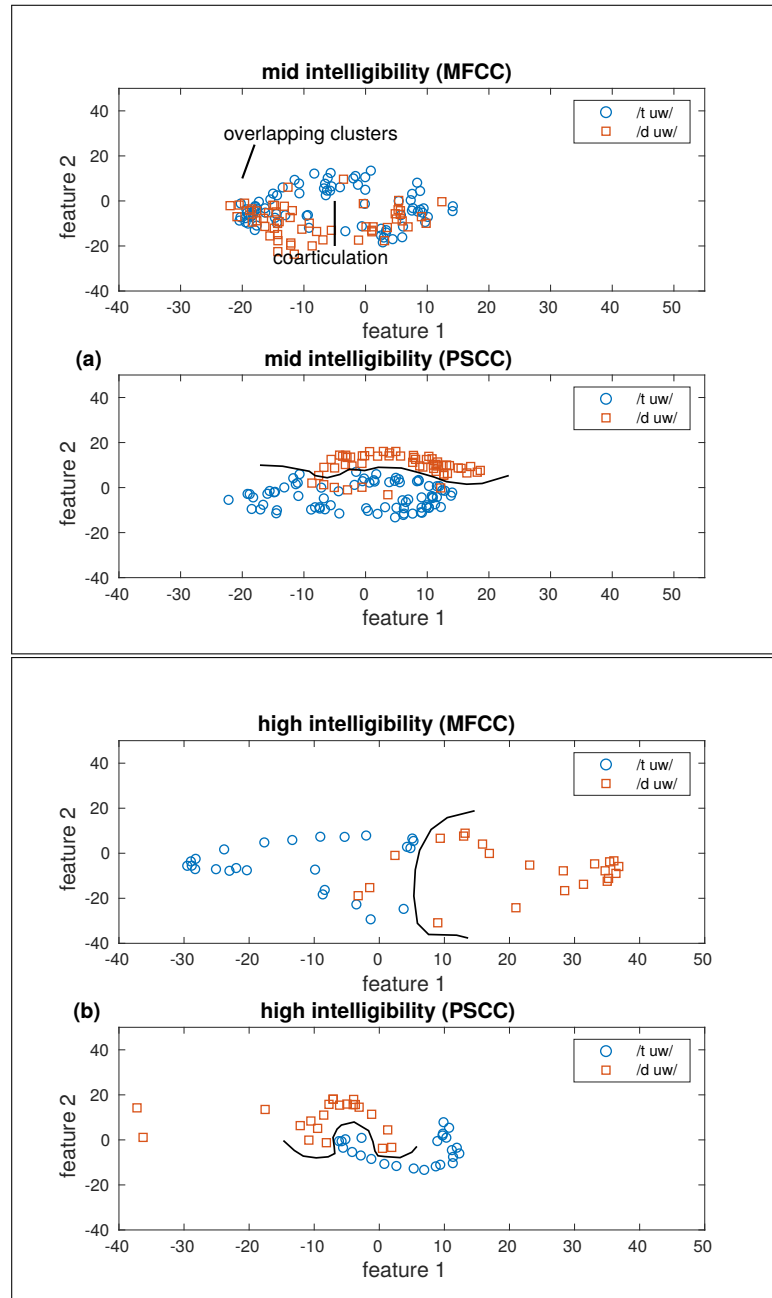 mid intelligibility (MFCC)
40
20
0
-20
-40
feature 2
overlapping clusters
coarticulation
/t uw/
/d uw/
-40 -30 -20 -10 0 10 20 30 40 50
feature 1
(a)
mid intelligibility (PSCC)
40
20
0
-20
-40
feature 2
/t uw/
/d uw/
-40 -30 -20 -10 0 10 20 30 40 50
feature 1
high intelligibility (MFCC)
40
20
0
-20
-40
feature 2
/t uw/
/d uw/
-40 -30 -20 -10 0 10 20 30 40 50
feature 1
(b)
high intelligibility (PSCC)
40
20
0
-20
-40
feature 2
/t uw/
/d uw/
-40 -30 -20 -10 0 10 20 30 40 50
feature 1